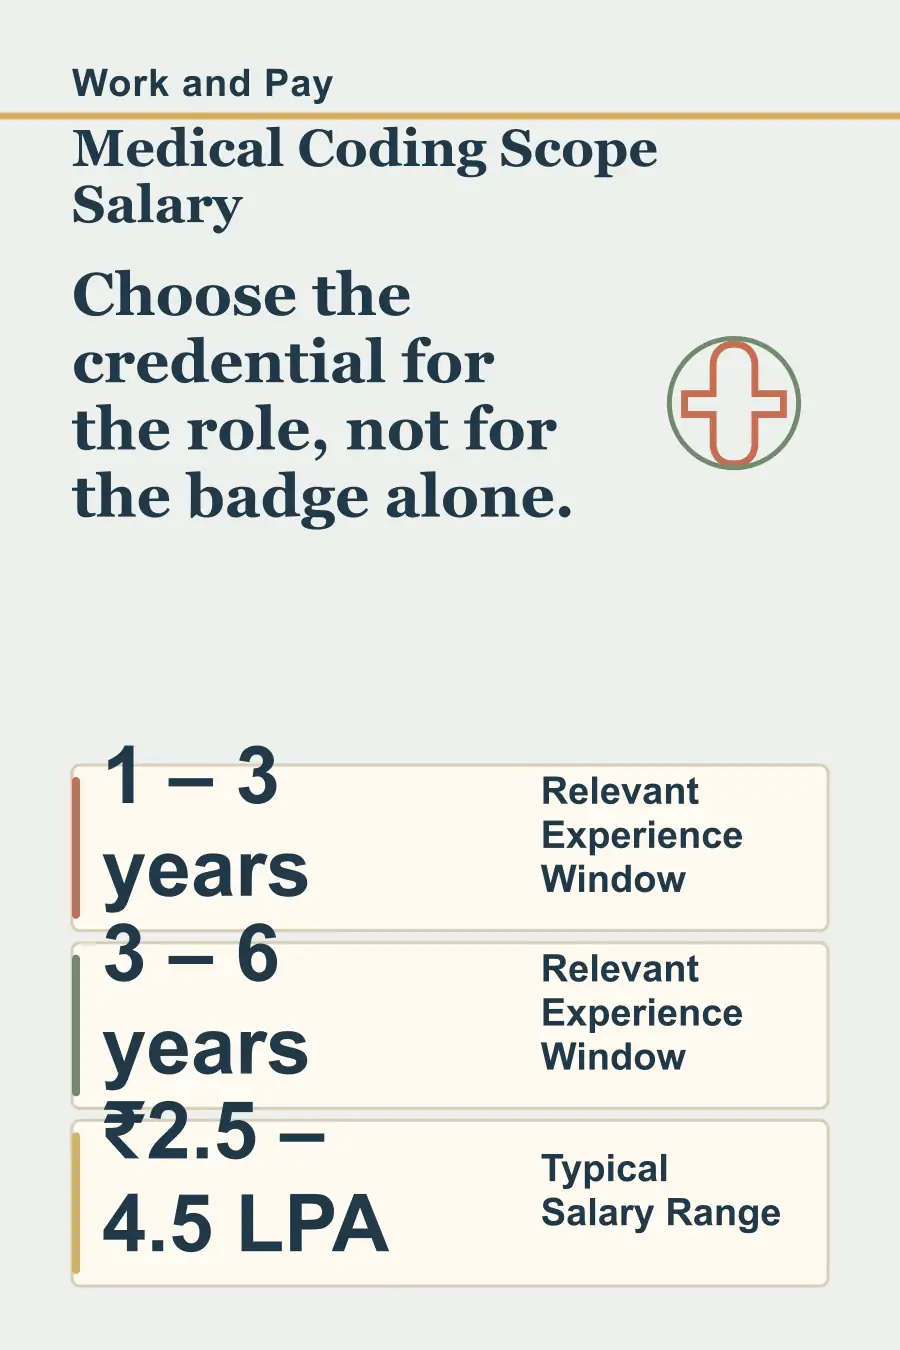 Work and Pay
Medical Coding Scope
Salary
Choose the
credential for
the role, not for
the badge alone.
1 – 3
years
Relevant
Experience
Window
3 – 6
years
Relevant
Experience
Window
₹2.5 –
4.5 LPA
Typical
Salary Range